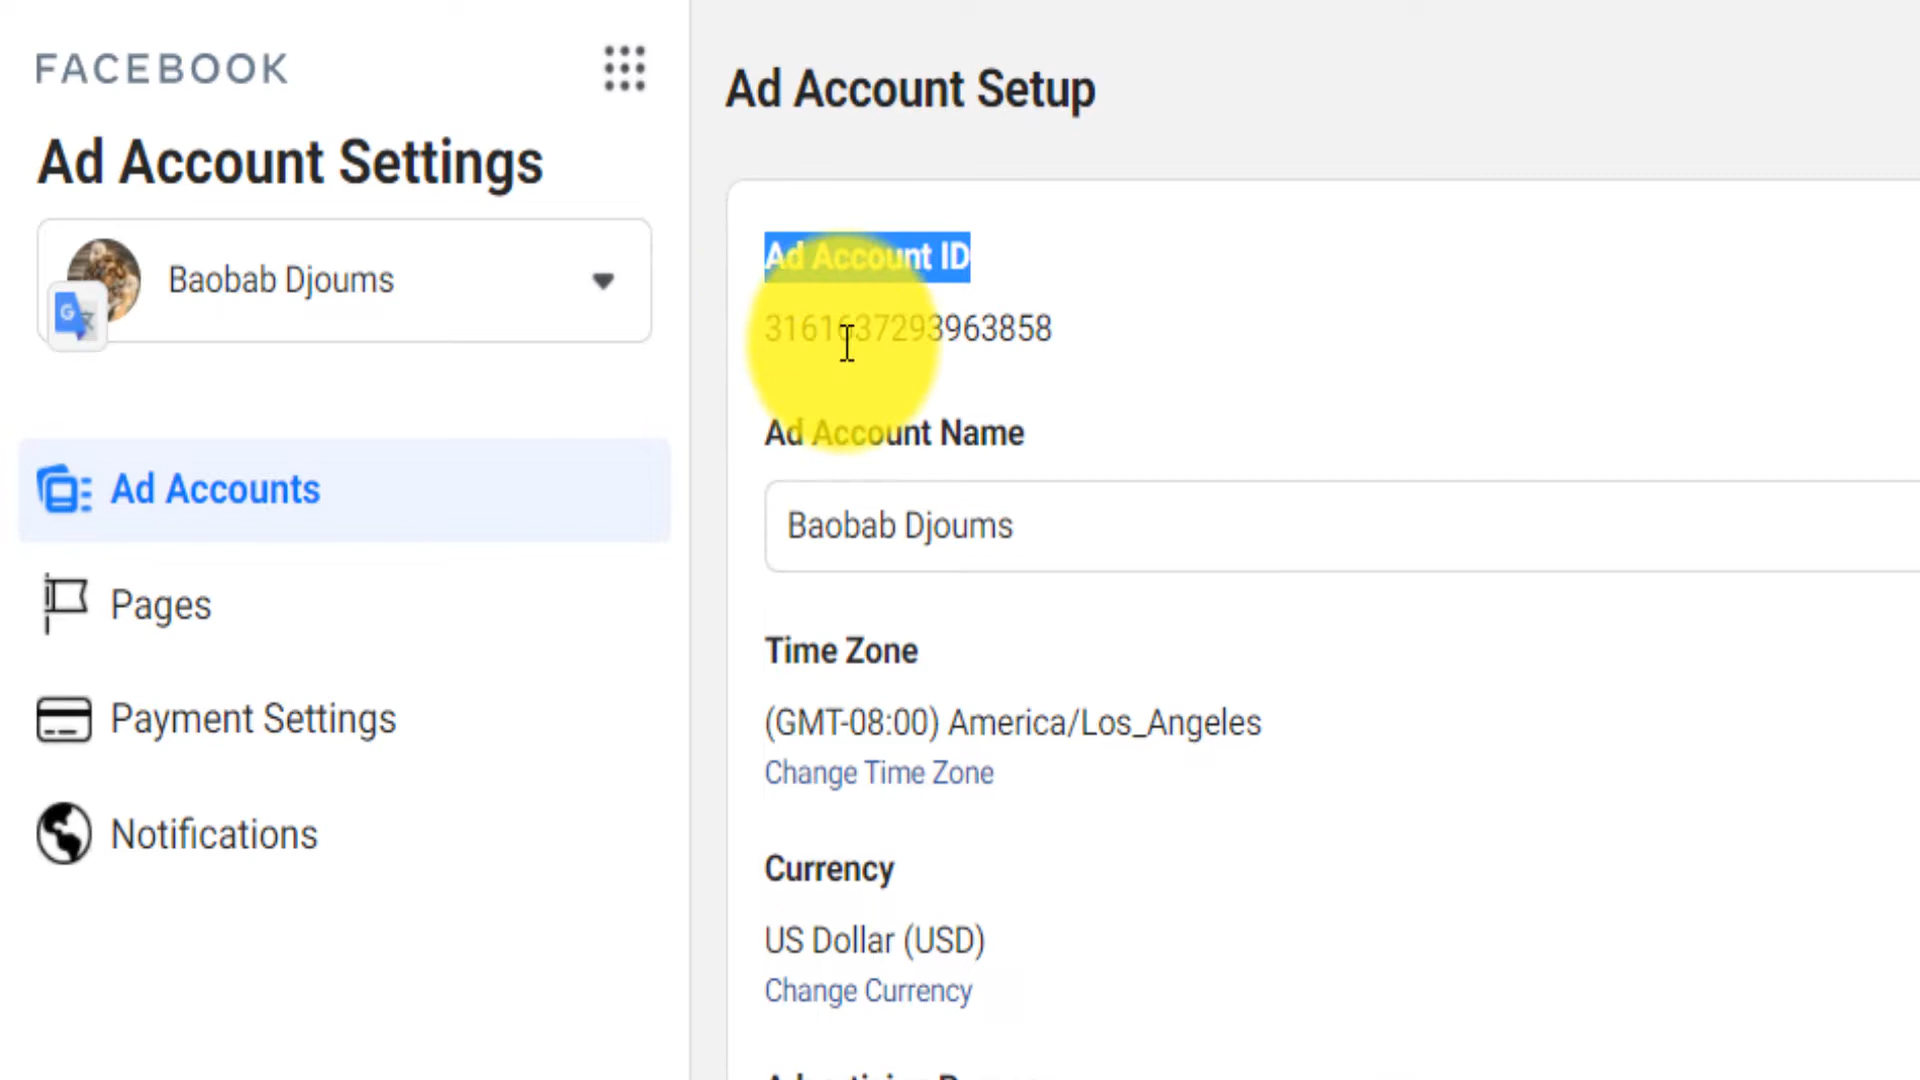 FACEBOOK
Ad Account Settings
Baobab Djoums
Ad Accounts
Pages
Payment Settings
Notifications
Ad Account Setup
Ad Account ID
3161637293963858
Ad Account Name
Baobab Djoums
Time Zone
(GMT-08:00) America/Los_Angeles
Change Time Zone
Currency
US Dollar (USD)
Change Currency